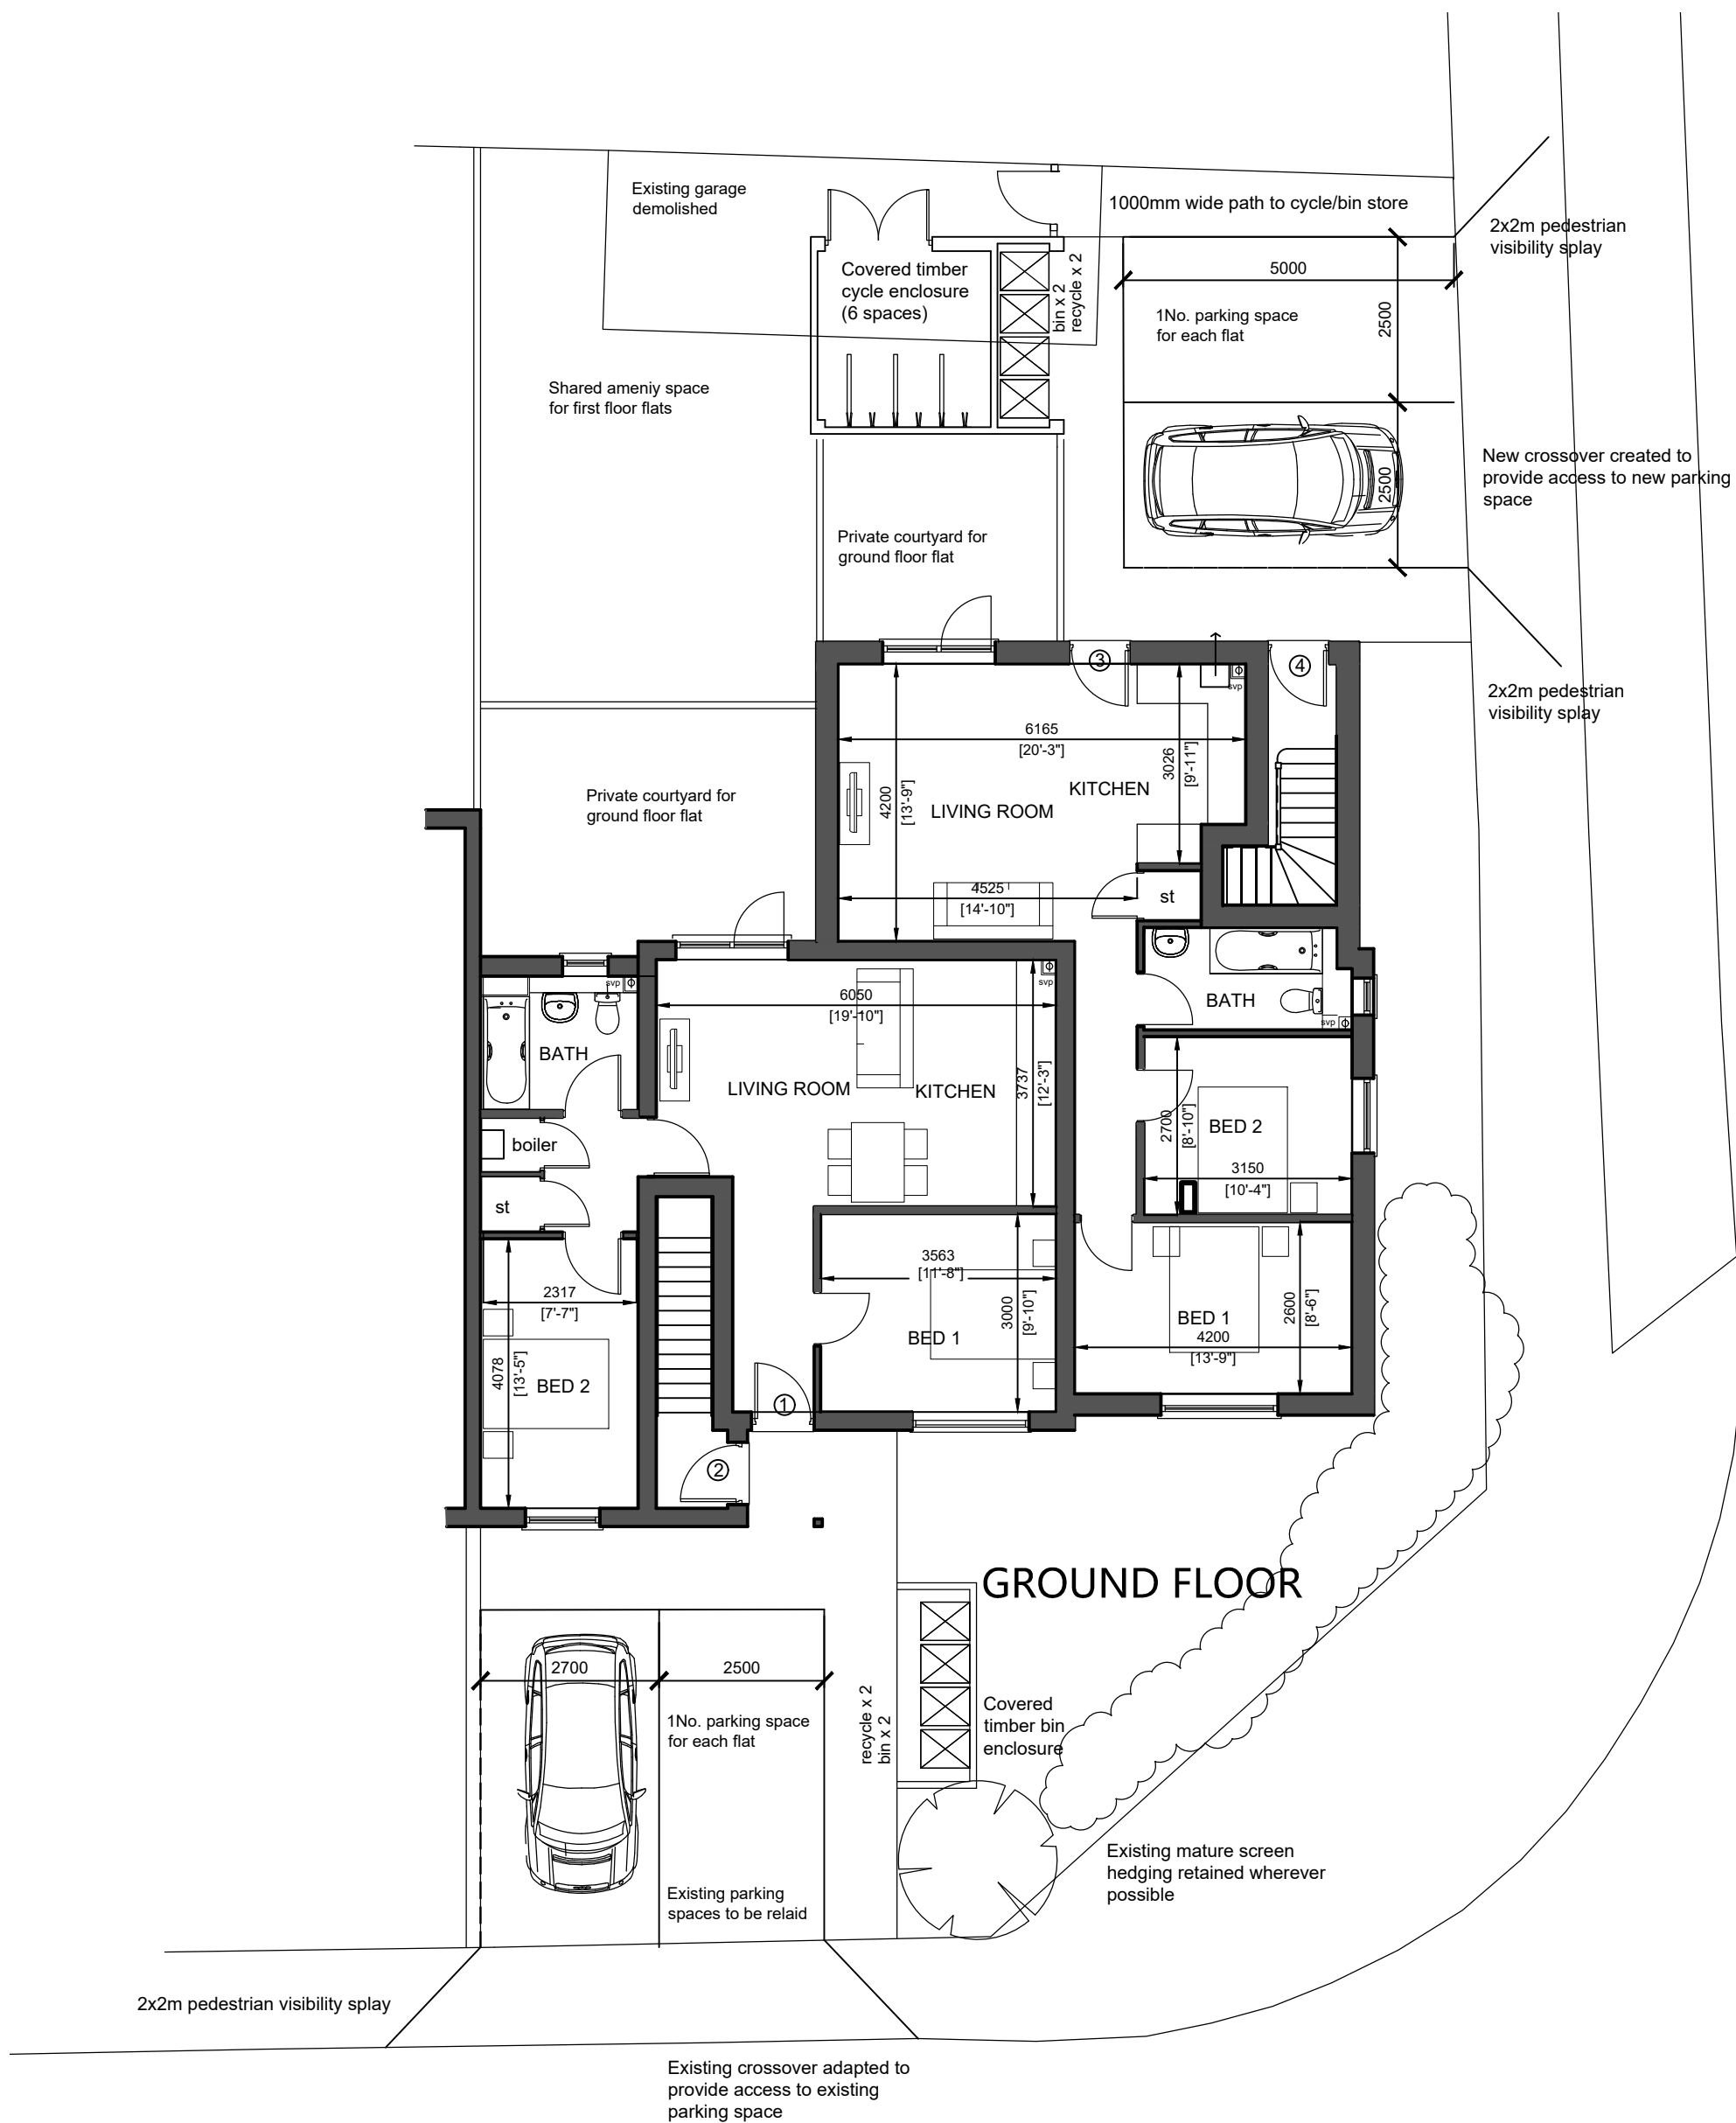 Existing garage
demolished
1000mm wide path to cycle/bin store
2x2m pedestrian
visibility splay
Covered timber
cycle enclosure
(6 spaces)
bin x 2
recycle x 2
5000
1No. parking space
for each flat
2500
Shared ameniy space
for first floor flats
New crossover created to
provide access to new parking
space
2500
Private courtyard for
ground floor flat
3
4
svp
2x2m pedestrian
visibility splay
6165
[20'-3"]
3026
[9'-11"]
KITCHEN
4200
[13'-9"]
LIVING ROOM
Private courtyard for
ground floor flat
4525
[14'-10"]
st
svp
BATH
svp
6050
[19'-10"]
svp
BATH
LIVING ROOM
KITCHEN
3737
[12'-3"]
2700
[8'-10"]
BED 2
boiler
3150
[10'-4"]
st
3563
[11'-8"]
2317
[7'-7"]
3000
[9'-10"]
BED 1
BED 1
2600
[8'-6"]
4200
[13'-9"]
4078
[13'-5"]
BED 2
1
2
GROUND FLOOR
2700
2500
1No. parking space
for each flat
recycle x 2
bin x 2
Covered
timber bin
enclosure
Existing mature screen
hedging retained wherever
possible
Existing parking
spaces to be relaid
2x2m pedestrian visibility splay
Existing crossover adapted to
provide access to existing
parking space